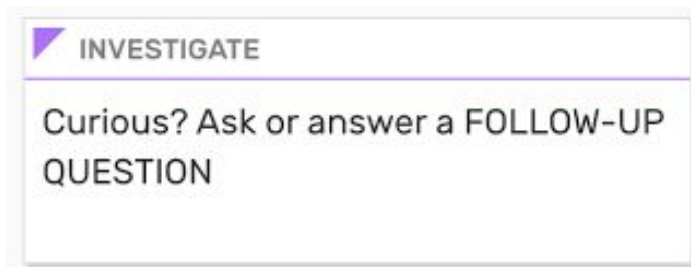 INVESTIGATE
Curious? Ask or answer a FOLLOW-UP
QUESTION